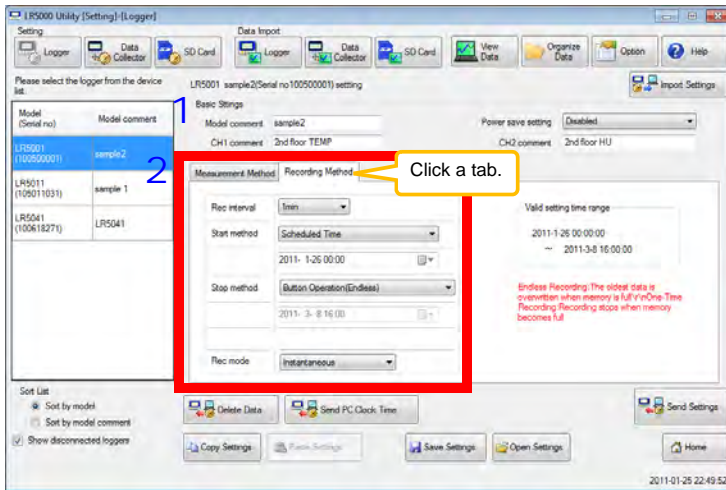 LR5000 Utility [Setting]-[Logger]
Setting
Data Import
Logger
Data Collector
SD Card
Logger
Data Collector
SD Card
View Data
Organize Data
Option
Help
Please select the logger from the device list.
LR5001 sample2(Serial no100500001) setting
Import Settings
Model (Serial no)
Model comment
LR5001 (100500001)
sample2
LR5011 (105011031)
sample 1
LR5041 (100618271)
LR5041
1
Basic Sttings
Model comment
sample2
Power save setting
Disabled
CH1 comment
2nd floor TEMP
CH2 comment
2nd floor HU
2
Measurement Method
Recording Method
Click a tab.
Rec interval
1min
Start method
Scheduled Time
2011- 1-26 00:00
Stop method
Button Operation(Endless)
2011- 3- 8 16:00
Rec mode
Instantaneous
Valid setting time range
2011-1-26 00:00:00
~ 2011-3-8 16:00:00
Endless Recording:The oldest data is
overwritten when memory is full'\r\nOne-Time
Recording:Recording stops when memory
becomes full
Sort List
Sort by model
Sort by model comment
Show disconnected loggers
Delete Data
Send PC Clock Time
Send Settings
Copy Settings
Paste Settings
Save Settings
Open Settings
Home
2011-01-25 22:49:52